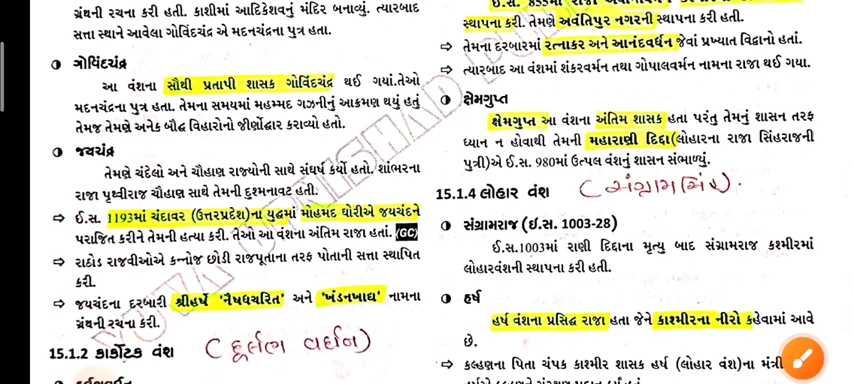 ગ્રંથની રચના કરી હતી. કાશીમાં આદિકેશવનું મંદિર બનાવ્યું. ત્યારબાદ
સત્તા સ્થાને આવેલા ગોવિંદચંદ્ર એ મદનચંદ્રના પુત્ર હતા.
ગોવિંદચંદ્ર
આ વંશના સૌથી પ્રતાપી શાસક ગોવિંદચંદ્ર થઈ ગયાં.તેઓ
મદનચંદ્રના પુત્ર હતા. તેમના સમયમાં મહમ્મદ ગઝનીનું આક્રમણ થયું હતું
તેમજ તેમણે અનેક બૌદ્ધ વિહારોનો જીર્ણોદ્ધાર કરાવ્યો હતો.
જયચંદ્ર
તેમણે ચંદેલો અને ચૌહાણ રાજ્યોની સાથે સંઘર્ષ કર્યો હતો. શાંભરના
રાજા પૃથ્વીરાજ ચૌહાણ સાથે તેમની દુશ્મનાવટ હતી.
⇒ ઈ.સ. 1193માં ચંદાવર (ઉત્તરપ્રદેશ)ના યુદ્ધમાં મોહમદ ઘોરીએ જયચંદને
પરાજિત કરીને તેમની હત્યા કરી. તેઓ આ વંશના અંતિમ રાજા હતાં. (GC)
⇒ રાઠોડ રાજવીઓએ કન્નોજ છોડી રાજપૂતાના તરફ પોતાની સત્તા સ્થાપિત
કરી.
⇒ જયચંદના દરબારી શ્રીહર્ષે 'નૈષધચરિત' અને 'ખંડનખાદ્ય' નામના
ગ્રંથની રચના કરી.
15.1.2 કાર્કોટક વંશ (દુર્લભ વર્ધન)
ઈ.સ. 855માં રાજા
સ્થાપના કરી. તેમણે અવંતિપુર નગરની સ્થાપના કરી હતી.
⇒ તેમના દરબારમાં રત્નાકર અને આનંદવર્ધન જેવાં પ્રખ્યાત વિદ્વાનો હતાં.
⇒ ત્યારબાદ આ વંશમાં શંકરવર્મન તથા ગોપાલવર્મન નામના રાજા થઈ ગયા.
ક્ષેમગુપ્ત
ક્ષેમગુપ્ત આ વંશના અંતિમ શાસક હતા પરંતુ તેમનું શાસન તરફ
ધ્યાન ન હોવાથી તેમની મહારાણી દિદ્દા(લોહારના રાજા સિંહરાજની
પુત્રી)એ ઈ.સ. 980માં ઉત્પલ વંશનું શાસન સંભાળ્યું.
15.1.4 લોહાર વંશ (સંગ્રામસિંહ).
સંગ્રામરાજ (ઈ.સ. 1003-28)
ઈ.સ.1003માં રાણી દિદ્દાના મૃત્યુ બાદ સંગ્રામરાજ કશ્મીરમાં
લોહારવંશની સ્થાપના કરી હતી.
હર્ષ
હર્ષ વંશના પ્રસિદ્ધ રાજા હતા જેને કાશ્મીરના નીરો કહેવામાં આવે
છે.
⇒ કલ્હણના પિતા ચંપક કાશ્મીર શાસક હર્ષ (લોહાર વંશ)ના મંત્રી
YUVA UPNISHAD